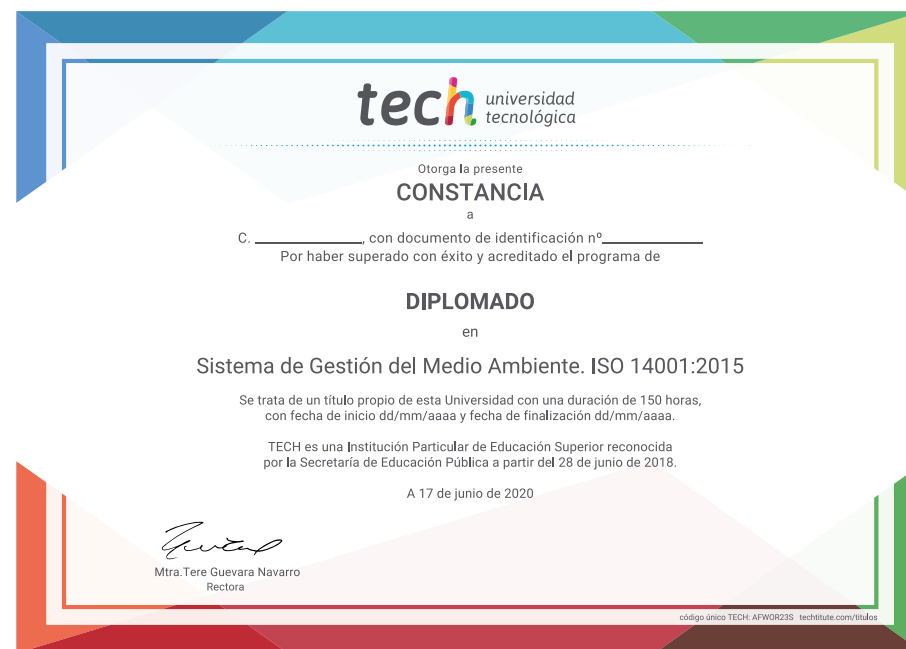 tech universidad
tecnológica
Otorga la presente
CONSTANCIA
a
C. ____________, con documento de identificación nº____________
Por haber superado con éxito y acreditado el programa de
DIPLOMADO
en
Sistema de Gestión del Medio Ambiente. ISO 14001:2015
Se trata de un título propio de esta Universidad con una duración de 150 horas,
con fecha de inicio dd/mm/aaaa y fecha de finalización dd/mm/aaaa.
TECH es una Institución Particular de Educación Superior reconocida
por la Secretaría de Educación Pública a partir del 28 de junio de 2018.
A 17 de junio de 2020
Mtra.Tere Guevara Navarro
Rectora
código único TECH: AFWOR23S techtitute.com/titulos